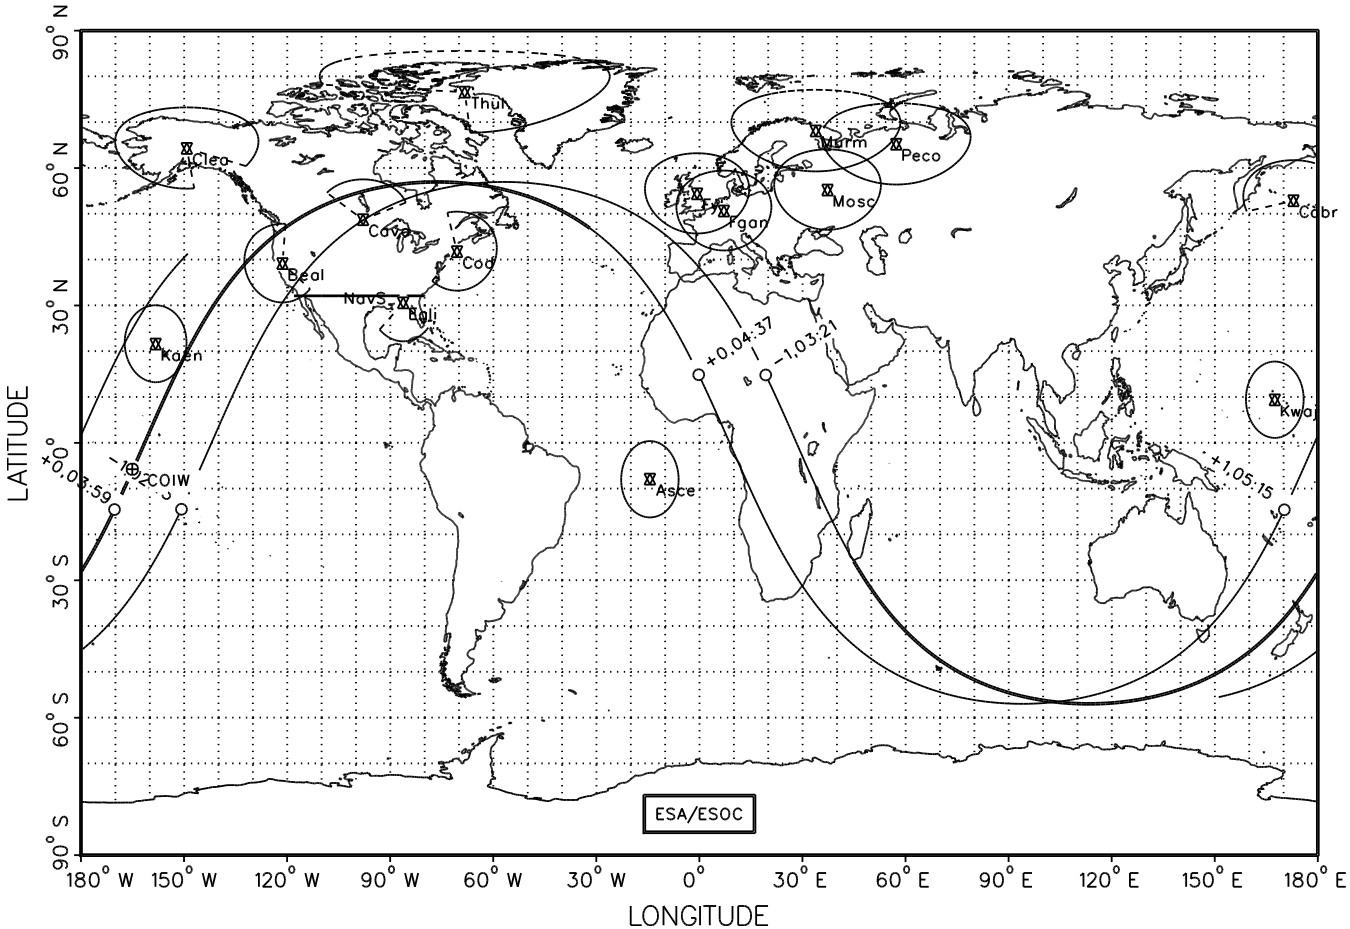 90° N
60° N
30° N
0°
30° S
60° S
90° S
LATITUDE
180° W
150° W
120° W
90° W
60° W
30° W
0°
30° E
60° E
90° E
120° E
150° E
180° E
LONGITUDE
Thul
Clea
Murm
Peco
Mosc
Fy
Fgan
Cobr
Cava
Cod
Beal
NavS
Egli
Kaen
Kwaj
Asce
+0,04:37
-1,03:21
+0,03:59
COIW
+1,05:15
ESA/ESOC